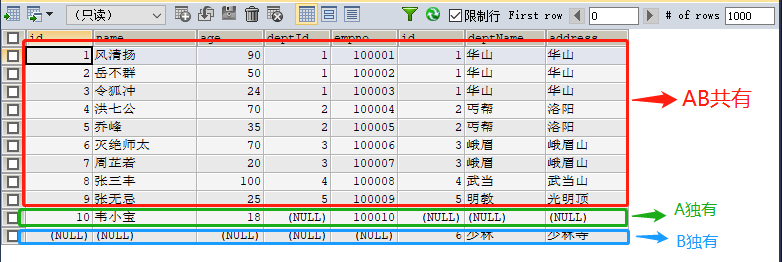 （只读） 限制行 First row 0 # of rows 1000
id name age deptId empno id deptName address
1 风清扬 90 1 100001 1 华山 华山
2 岳不群 50 1 100002 1 华山 华山
3 令狐冲 24 1 100003 1 华山 华山
4 洪七公 70 2 100004 2 丐帮 洛阳
5 乔峰 35 2 100005 2 丐帮 洛阳
6 灭绝师太 70 3 100006 3 峨眉 峨眉山
7 周芷若 20 3 100007 3 峨眉 峨眉山
8 张三丰 100 4 100008 4 武当 武当山
9 张无忌 25 5 100009 5 明教 光明顶
10 韦小宝 18 (NULL) 100010 (NULL) (NULL) (NULL)
(NULL) (NULL) (NULL) (NULL) (NULL) 6 少林 少林寺
AB共有
A独有
B独有